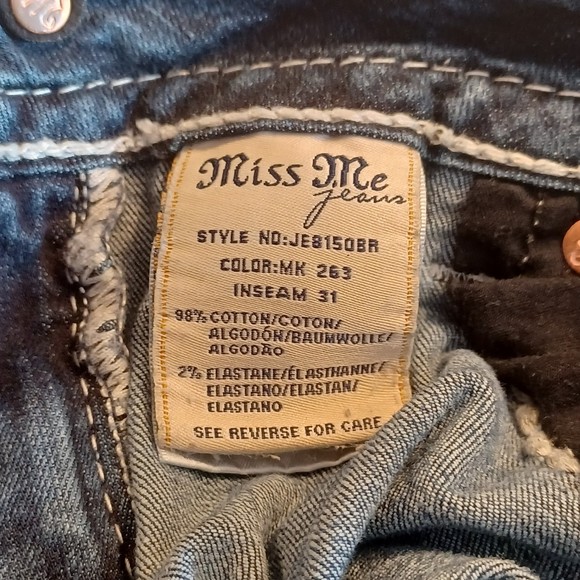 Miss Me
jeans
STYLE NO:JE8150BR
COLOR:MK 263
INSEAM 31
98% COTTON/COTON/
ALGODÓN/BAUMWOLLE/
ALGODÃO
2% ELASTANE/ÉLASTHANNE/
ELASTANO/ELASTAN/
ELASTANO
SEE REVERSE FOR CARE